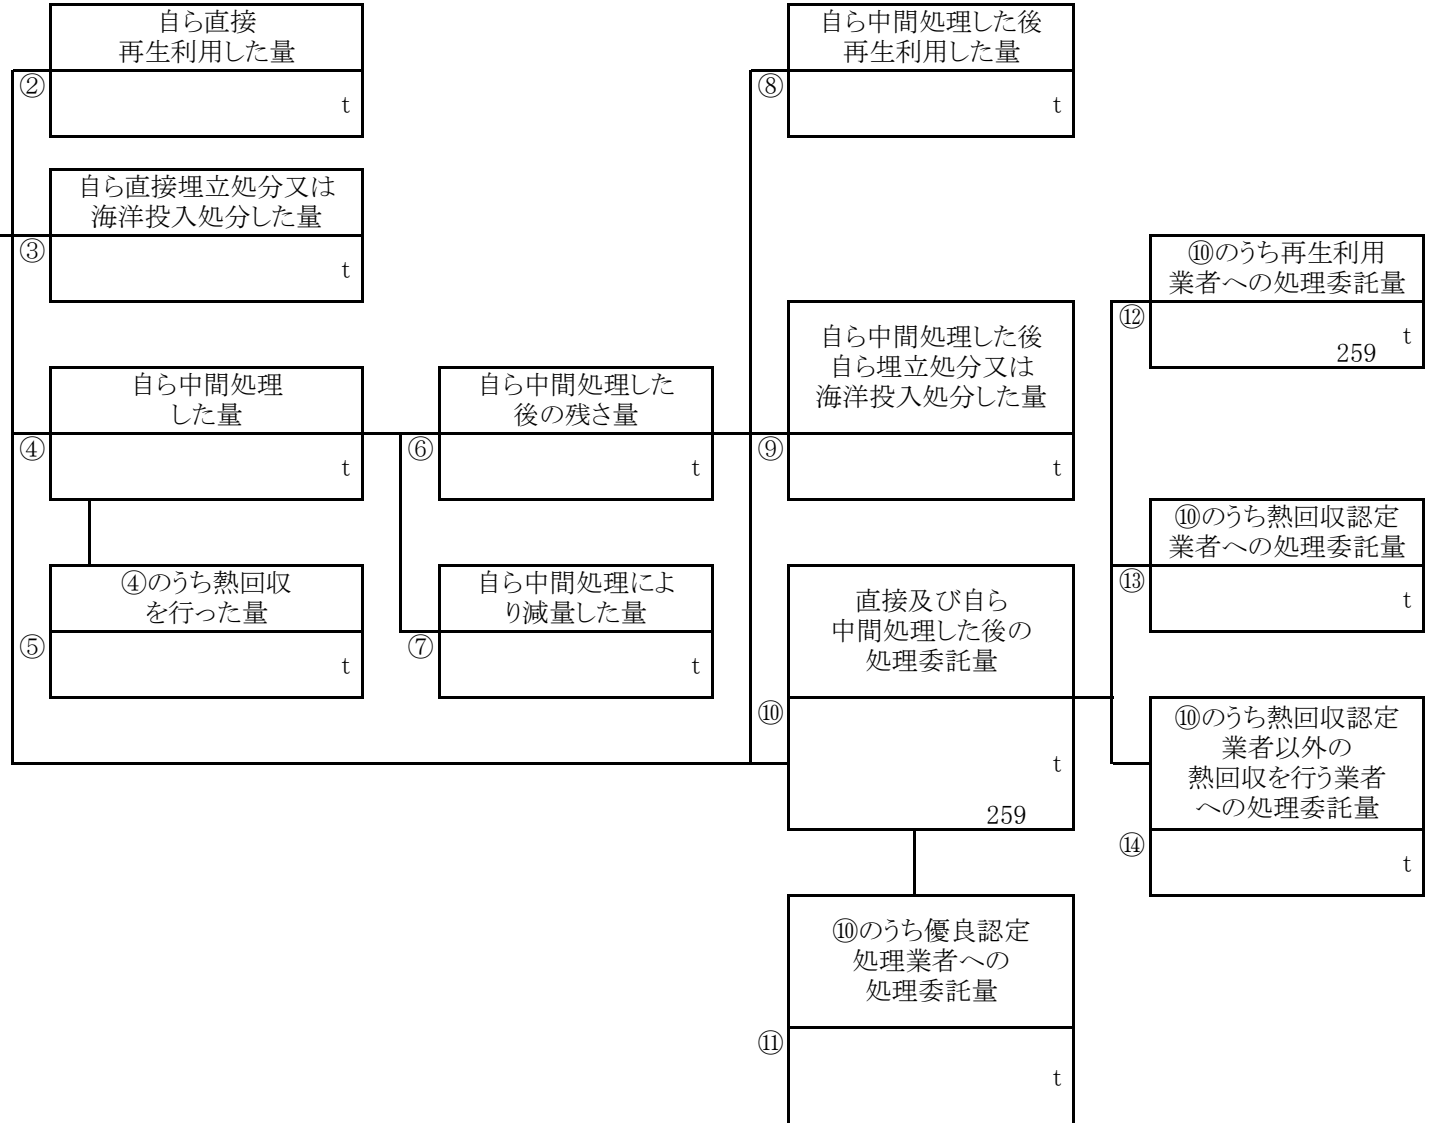 自ら直接
再生利用した量
②
t
自ら直接埋立処分又は
海洋投入処分した量
③
t
自ら中間処理
した量
④
t
④のうち熱回収
を行った量
⑤
t
自ら中間処理した
後の残さ量
⑥
t
自ら中間処理によ
り減量した量
⑦
t
自ら中間処理した後
再生利用した量
⑧
t
自ら中間処理した後
自ら埋立処分又は
海洋投入処分した量
⑨
t
直接及び自ら
中間処理した後の
処理委託量
⑩
t
259
⑩のうち優良認定
処理業者への
処理委託量
⑪
t
⑩のうち再生利用
業者への処理委託量
⑫
t
259
⑩のうち熱回収認定
業者への処理委託量
⑬
t
⑩のうち熱回収認定
業者以外の
熱回収を行う業者
への処理委託量
⑭
t